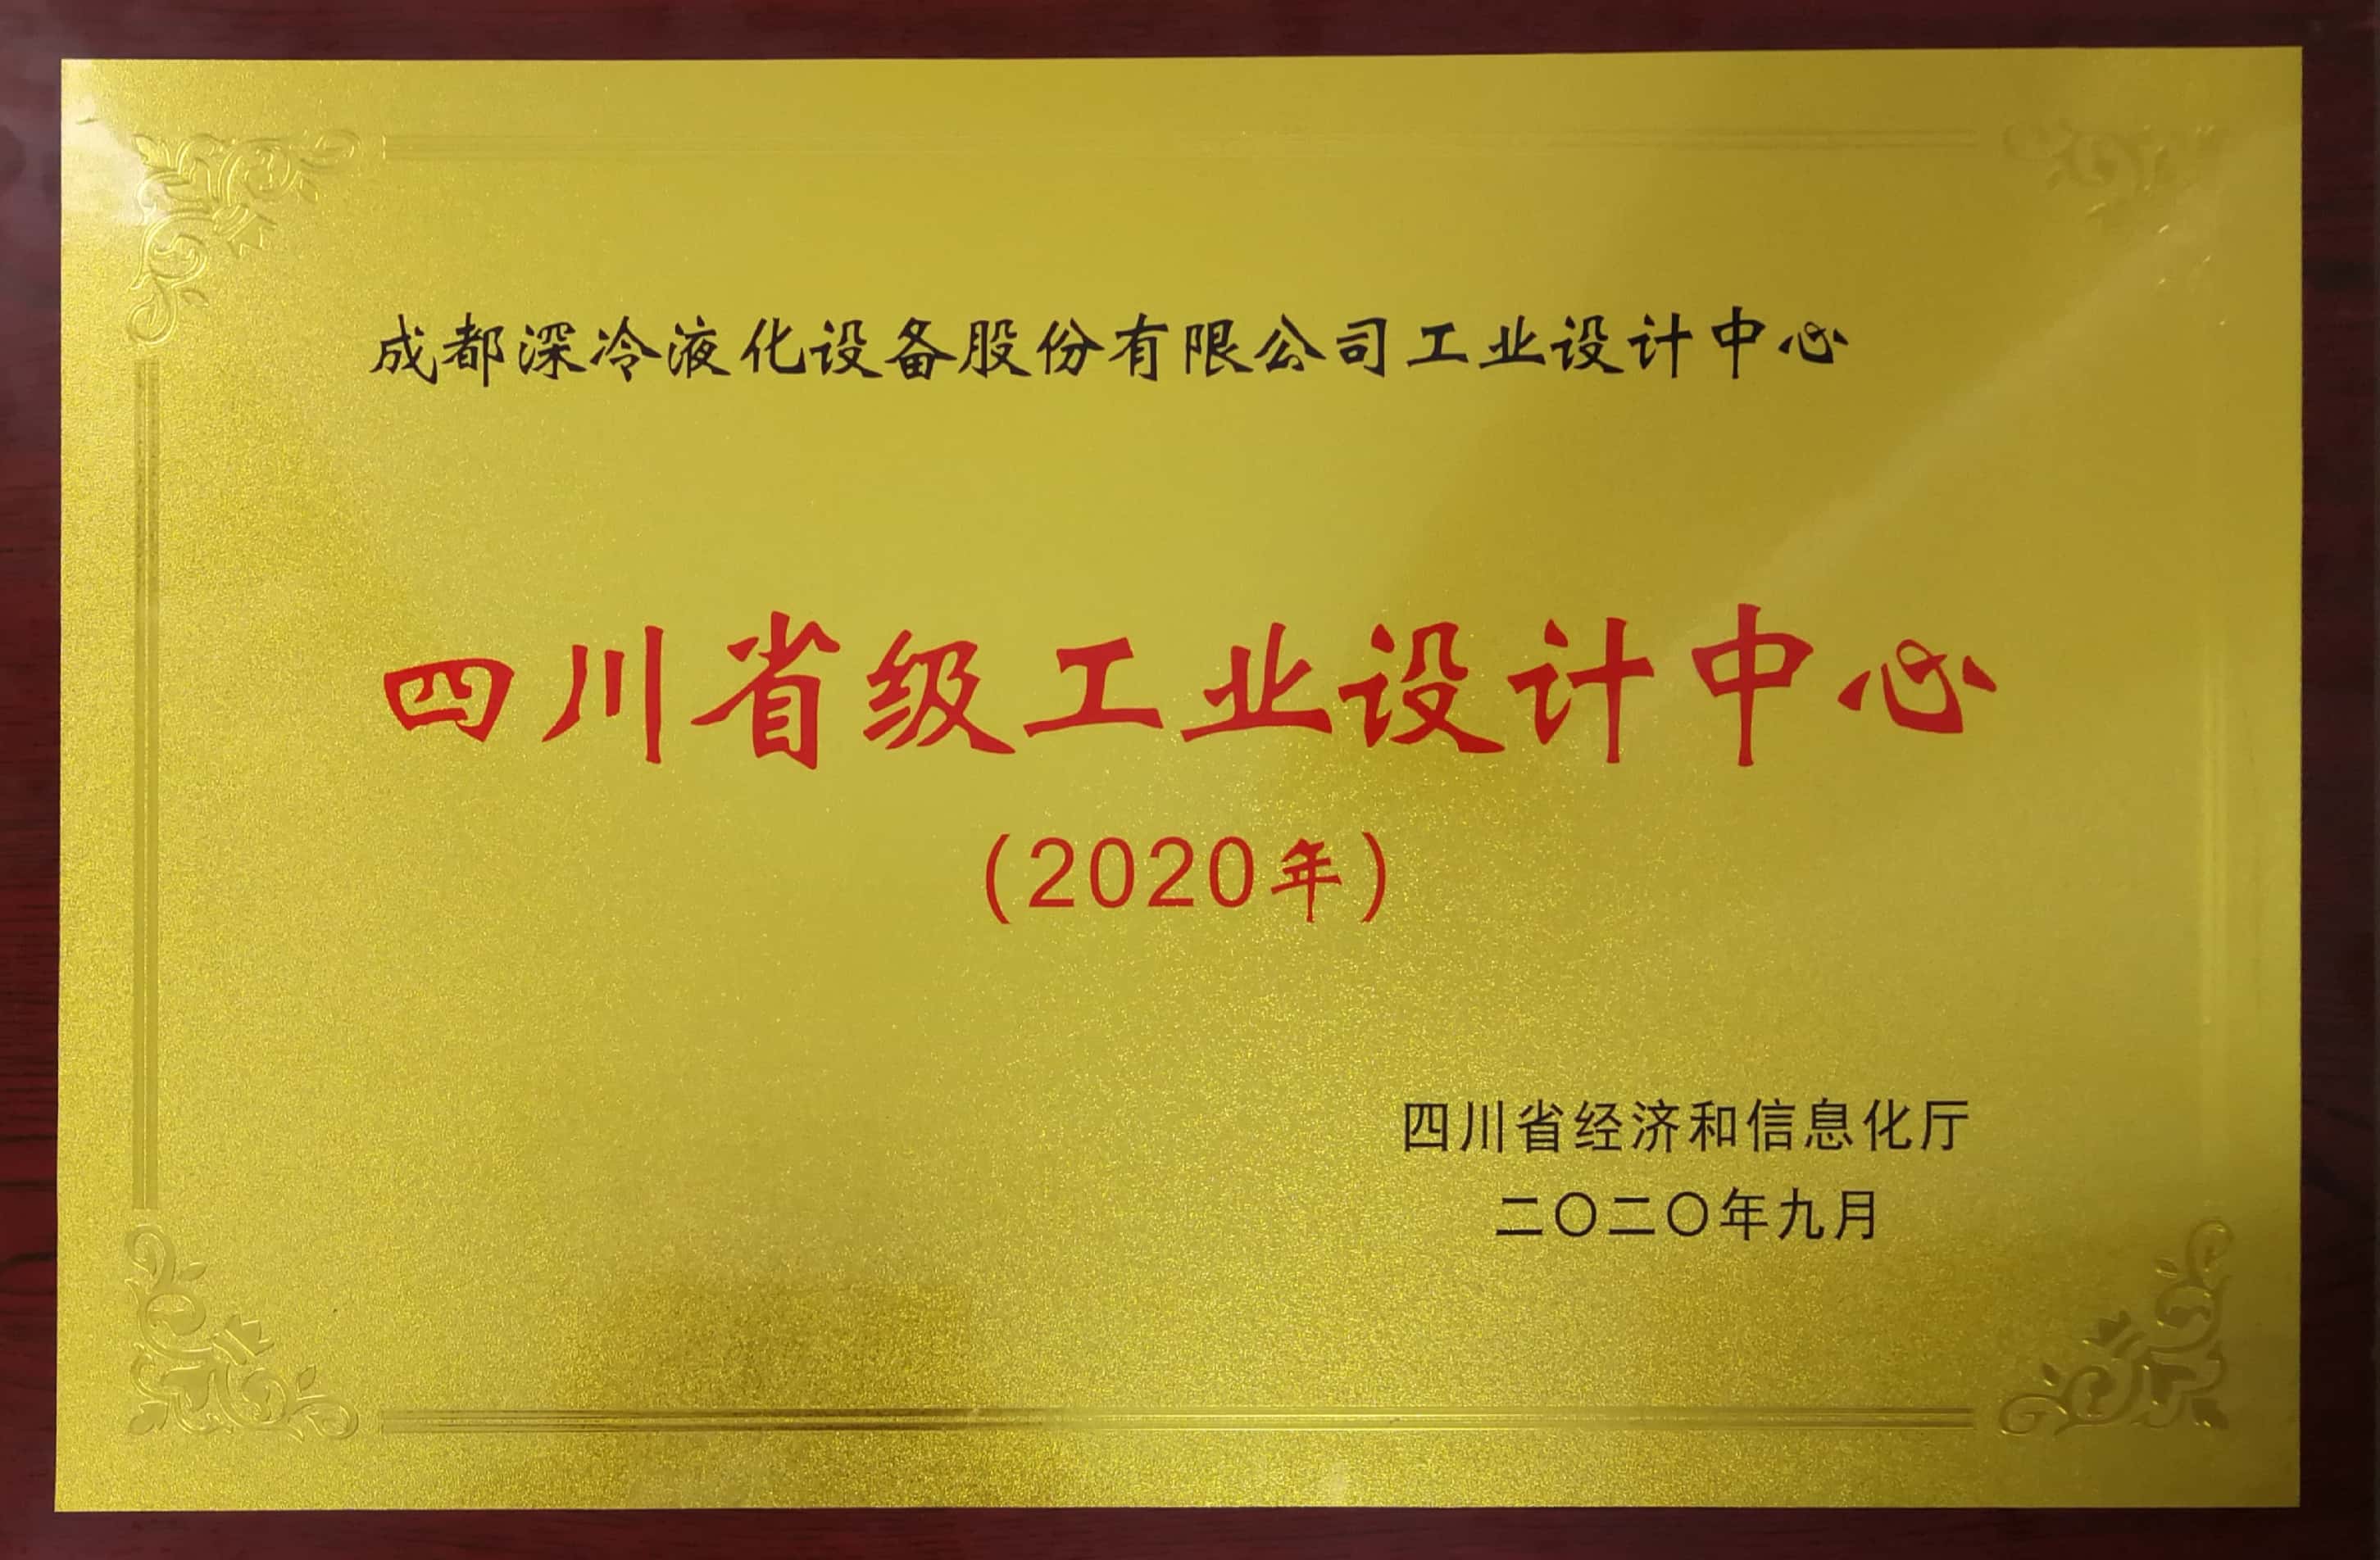 成都深冷液化设备股份有限公司工业设计中心
四川省级工业设计中心
(2020年)
四川省经济和信息化厅
二〇二〇年九月